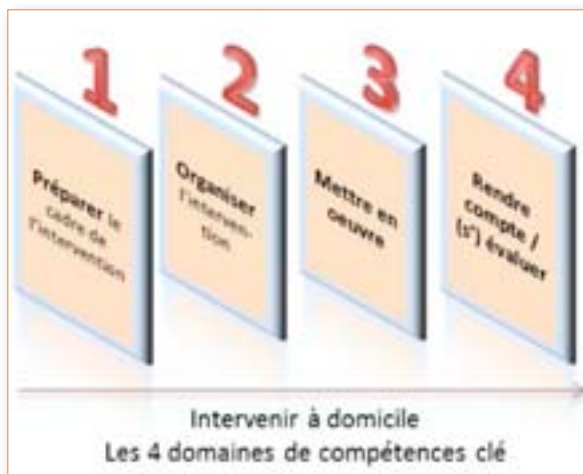 1
2
3
4
Préparer le
cadre de
l'intervention
Organiser
l'interven-
tion
Mettre en
oeuvre
Rendre
compte /
(s') évaluer
Intervenir à domicile
Les 4 domaines de compétences clé